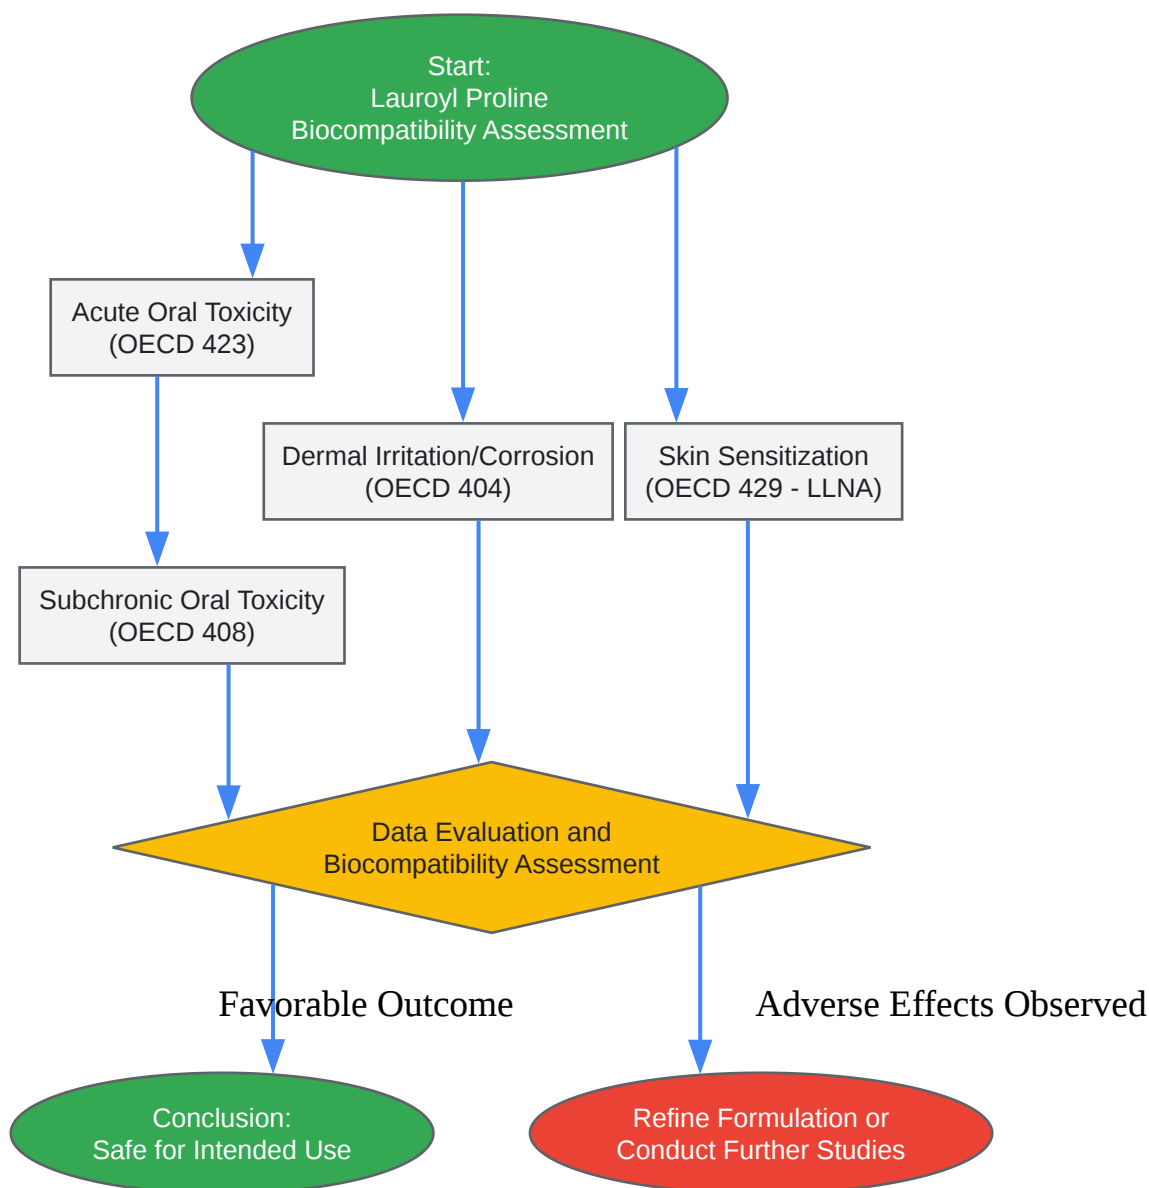 Start:
Lauroyl Proline
Biocompatibility Assessment
Acute Oral Toxicity
(OECD 423)
Dermal Irritation/Corrosion
(OECD 404)
Skin Sensitization
(OECD 429 - LLNA)
Subchronic Oral Toxicity
(OECD 408)
Data Evaluation and
Biocompatibility Assessment
Favorable Outcome
Adverse Effects Observed
Conclusion:
Safe for Intended Use
Refine Formulation or
Conduct Further Studies